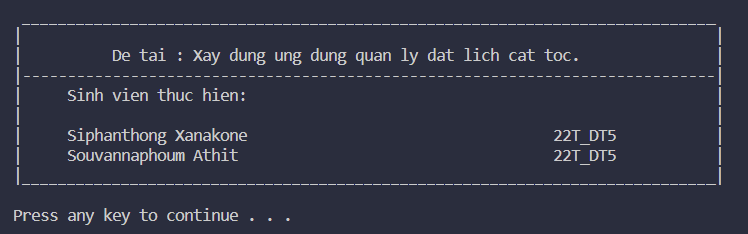 De tai : Xay dung ung dung quan ly dat lich cat toc.
Sinh vien thuc hien:
Siphanthong Xanakone 22T_DT5
Souvannaphoum Athit 22T_DT5
Press any key to continue . . .